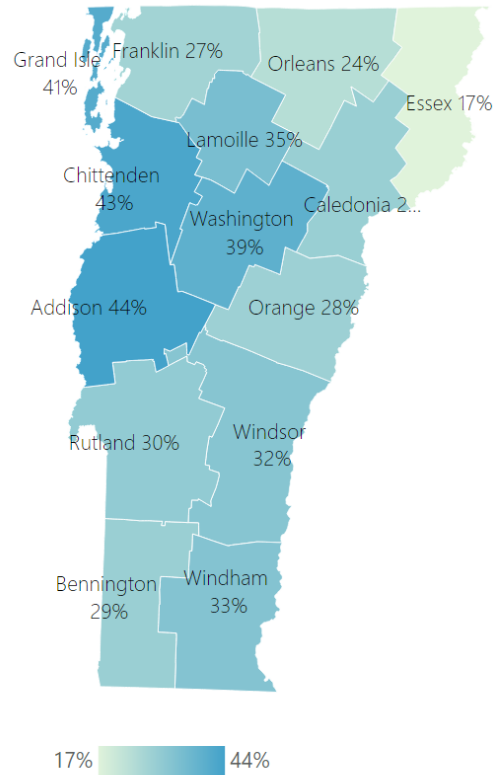 Franklin 27%
Grand Isle
41%
Orleans 24%
Essex 17%
Lamoille 35%
Chittenden
43%
Caledonia 2...
Washington
39%
Addison 44%
Orange 28%
Rutland 30%
Windsor
32%
Bennington
29%
Windham
33%
17%
44%